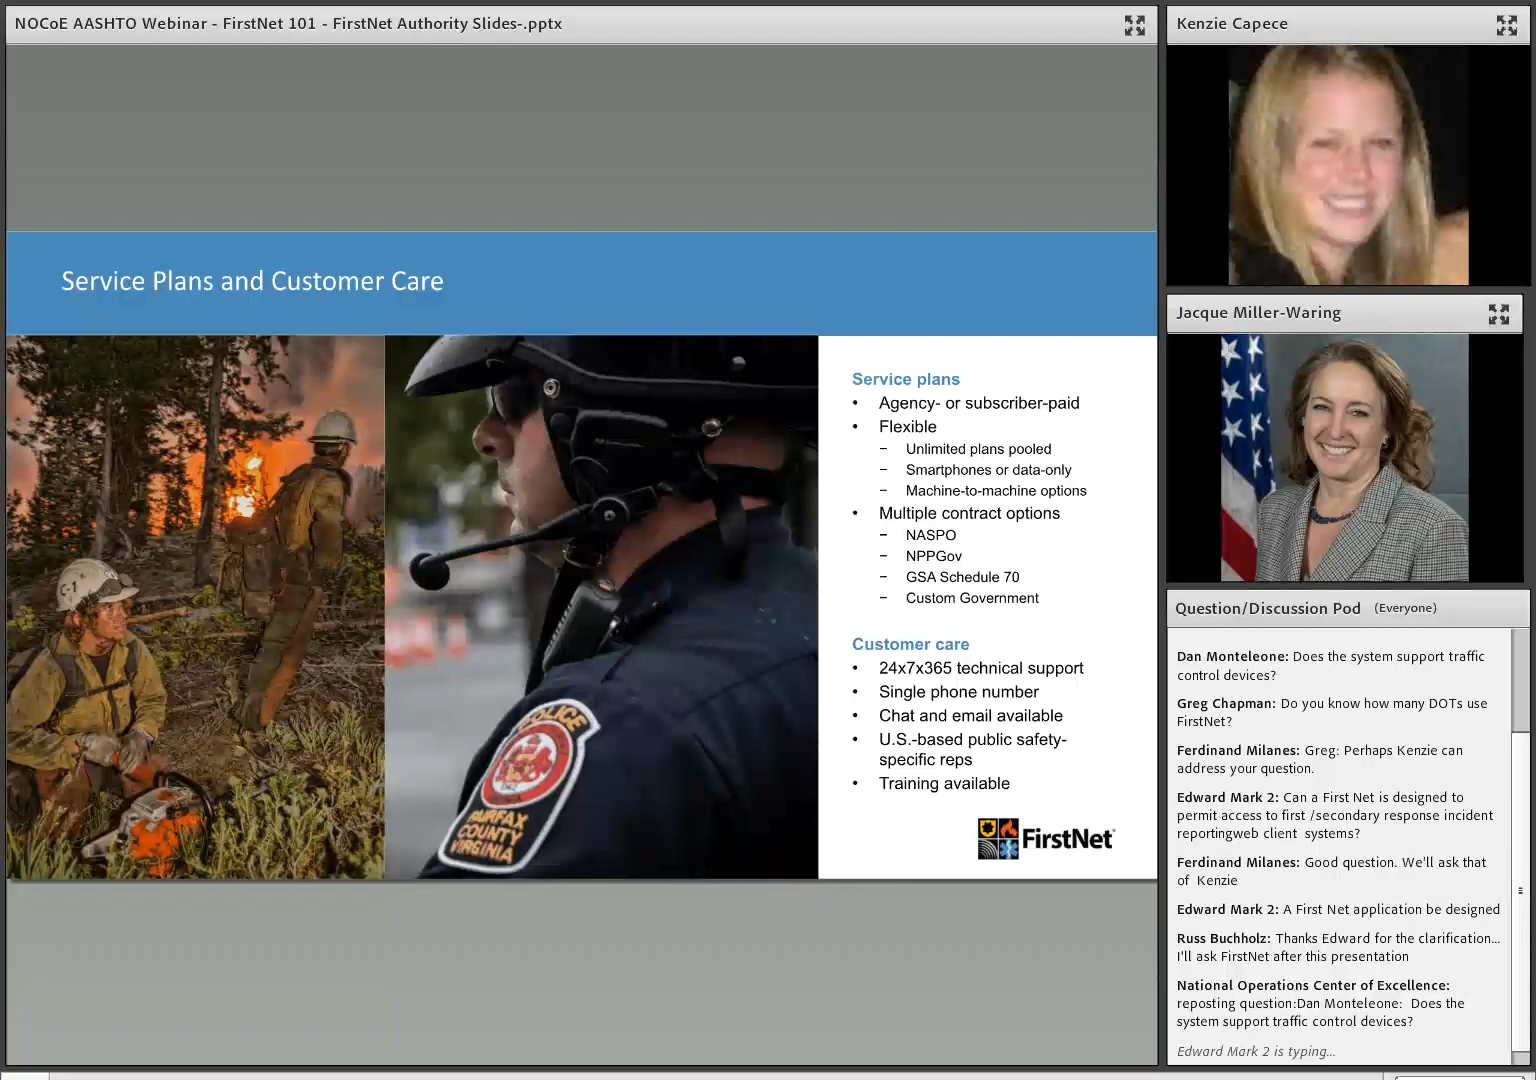 NOCoE AASHTO Webinar - FirstNet 101 - FirstNet Authority Slides-.pptx
Service Plans and Customer Care
C-1
POLICE
FAIRFAX
COUNTY
VIRGINIA
Service plans
• Agency- or subscriber-paid
• Flexible
– Unlimited plans pooled
– Smartphones or data-only
– Machine-to-machine options
• Multiple contract options
– NASPO
– NPPGov
– GSA Schedule 70
– Custom Government
Customer care
• 24x7x365 technical support
• Single phone number
• Chat and email available
• U.S.-based public safety-
specific reps
• Training available
FirstNet
Kenzie Capece
Jacque Miller-Waring
Question/Discussion Pod (Everyone)
Dan Monteleone: Does the system support traffic
control devices?
Greg Chapman: Do you know how many DOTs use
FirstNet?
Ferdinand Milanes: Greg: Perhaps Kenzie can
address your question.
Edward Mark 2: Can a First Net is designed to
permit access to first /secondary response incident
reportingweb client systems?
Ferdinand Milanes: Good question. We'll ask that
of Kenzie
Edward Mark 2: A First Net application be designed
Russ Buchholz: Thanks Edward for the clarification...
I'll ask FirstNet after this presentation
National Operations Center of Excellence:
reposting question:Dan Monteleone: Does the
system support traffic control devices?
Edward Mark 2 is typing...